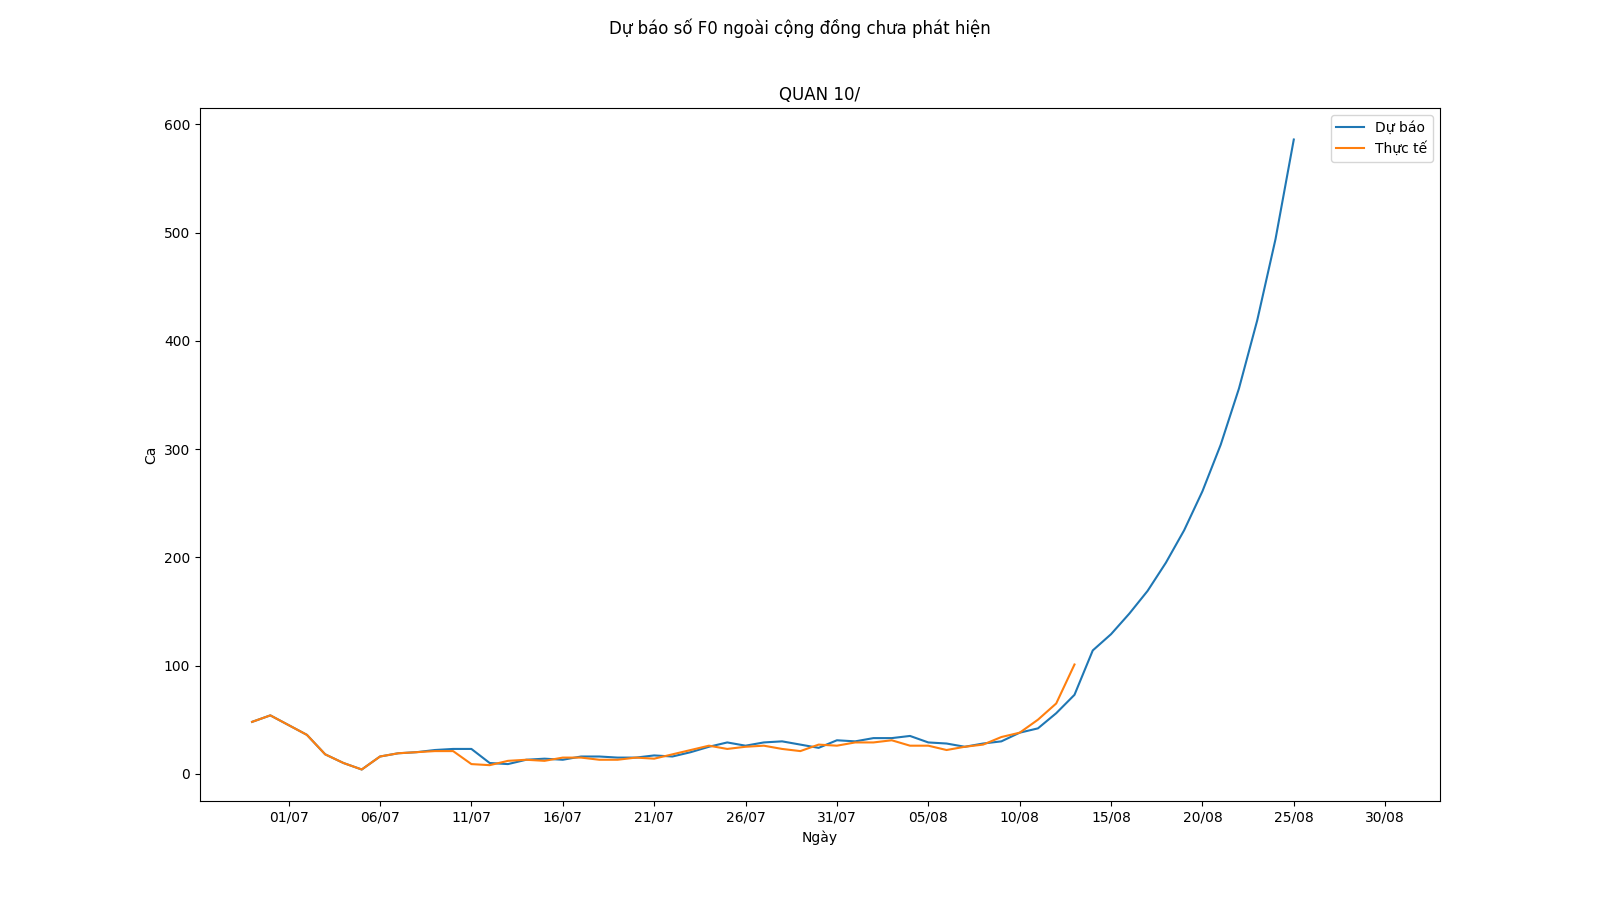 Dự báo số F0 ngoài cộng đồng chưa phát hiện
QUAN 10/
Dự báo
Thực tế
600
500
400
300
200
100
0
Ca
01/07 06/07 11/07 16/07 21/07 26/07 31/07 05/08 10/08 15/08 20/08 25/08 30/08
Ngày